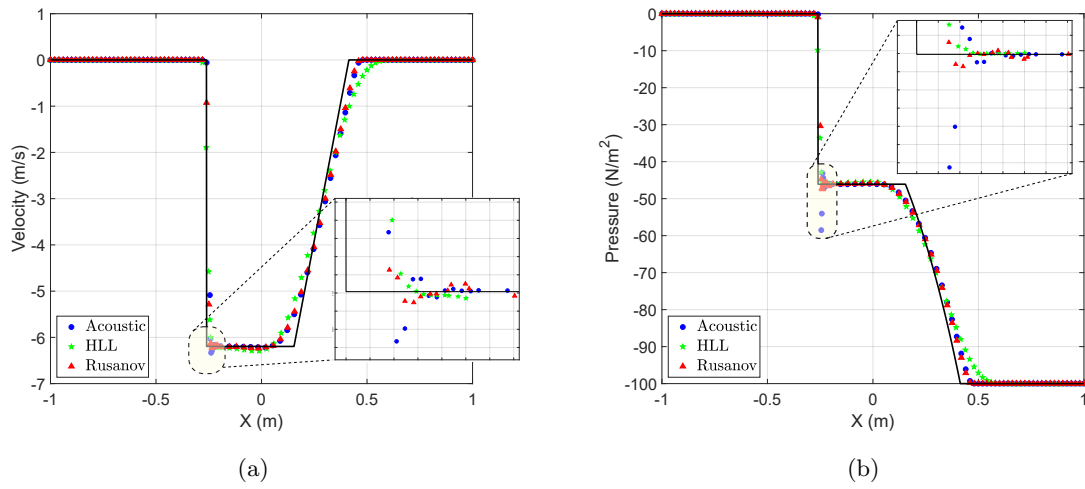 0
-1
-2
-3
-4
-5
-6
-7
Velocity (m/s)
-1
-0.5
0
0.5
1
X (m)
Acoustic
HLL
Rusanov
(a)
0
-10
-20
-30
-40
-50
-60
-70
-80
-90
-100
Pressure (N/m²)
-1
-0.5
0
0.5
1
X (m)
Acoustic
HLL
Rusanov
(b)